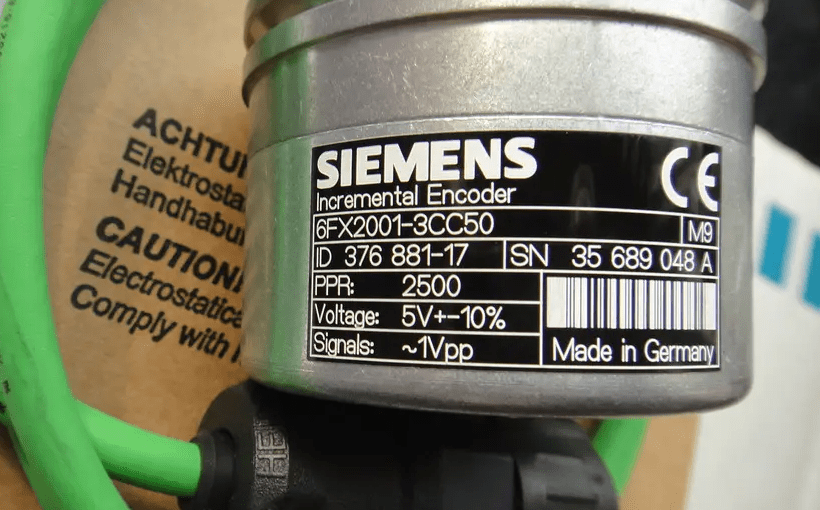 ACHTU
Elektrosta
Handhabu
CAUTION
Electrostatica
Comply with
SIEMENS
CE
Incremental Encoder
6FX2001-3CC50 M9
ID 376 881-17 SN 35 689 048 A
PPR: 2500
Voltage: 5V+-10%
Signals: ~1Vpp
Made in Germany